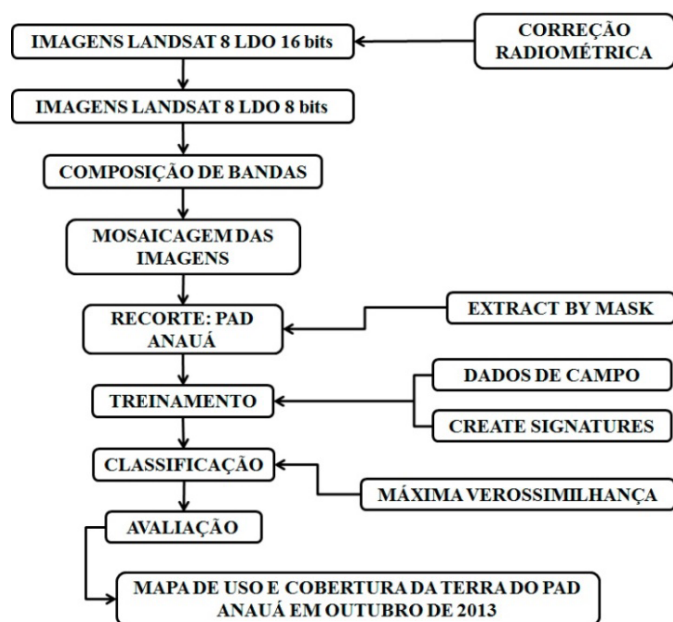 IMAGENS LANDSAT 8 LDO 16 bits
CORREÇÃO
RADIOMÉTRICA
IMAGENS LANDSAT 8 LDO 8 bits
COMPOSIÇÃO DE BANDAS
MOSAICAGEM DAS
IMAGENS
RECORTE: PAD
ANAUÁ
EXTRACT BY MASK
DADOS DE CAMPO
TREINAMENTO
CREATE SIGNATURES
CLASSIFICAÇÃO
MÁXIMA VEROSSIMILHANÇA
AVALIAÇÃO
MAPA DE USO E COBERTURA DA TERRA DO PAD
ANAUÁ EM OUTUBRO DE 2013